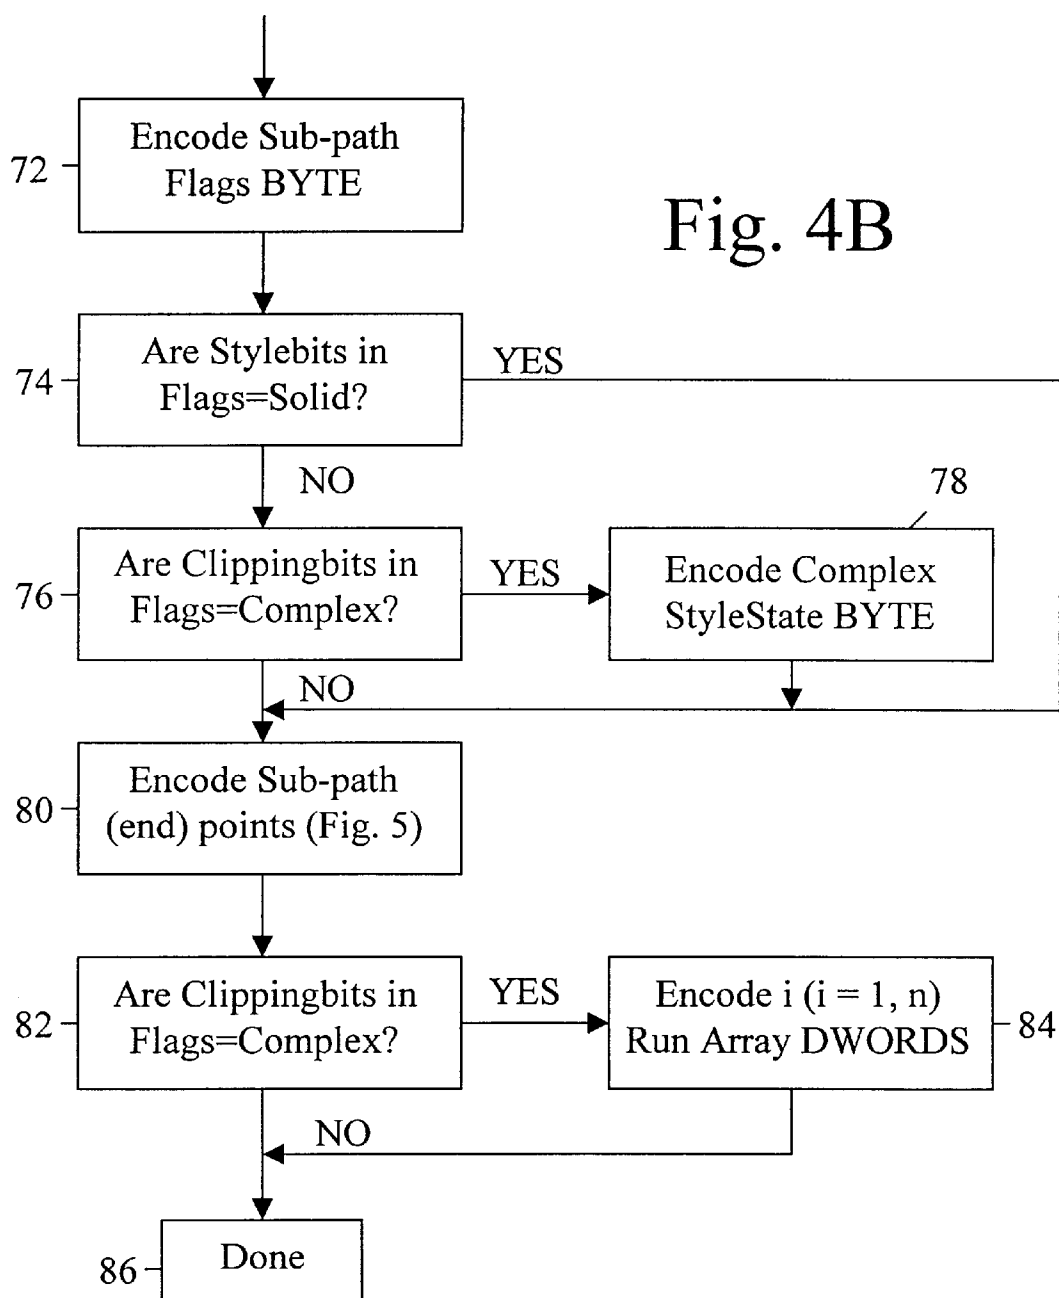 Encode Sub-path
Flags BYTE
72
Fig. 4B
Are Stylebits in
Flags=Solid?
74
YES
NO
78
Are Clippingbits in
Flags=Complex?
76
YES
Encode Complex
StyleState BYTE
NO
Encode Sub-path
(end) points (Fig. 5)
80
Are Clippingbits in
Flags=Complex?
82
YES
Encode i (i = 1, n)
Run Array DWORDS
84
NO
Done
86